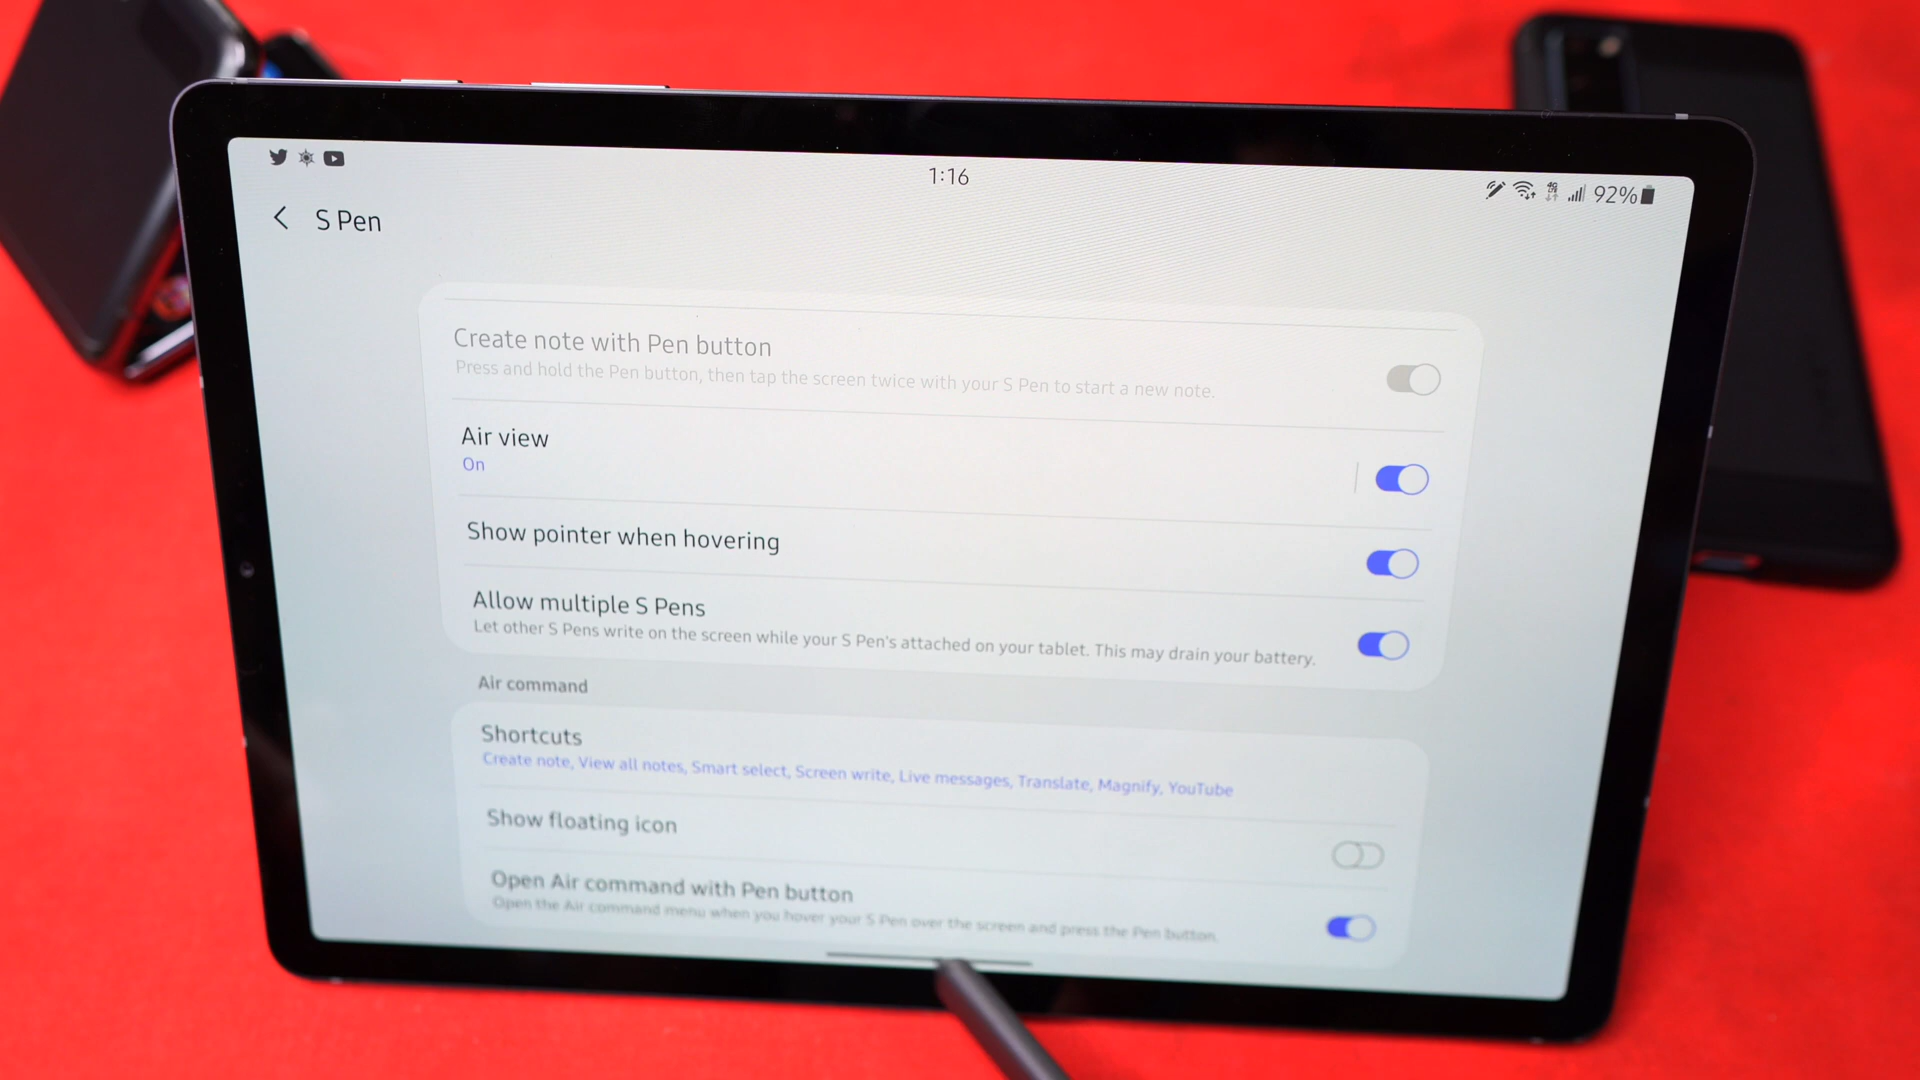 1:16
92%
S Pen
Create note with Pen button
Press and hold the Pen button, then tap the screen twice with your S Pen to start a new note.
Air view
On
Show pointer when hovering
Allow multiple S Pens
Let other S Pens write on the screen while your S Pen's attached on your tablet. This may drain your battery.
Air command
Shortcuts
Create note, View all notes, Smart select, Screen write, Live messages, Translate, Magnify, YouTube
Show floating icon
Open Air command with Pen button
Open the Air command menu when you hover your S Pen over the screen and press the Pen button.